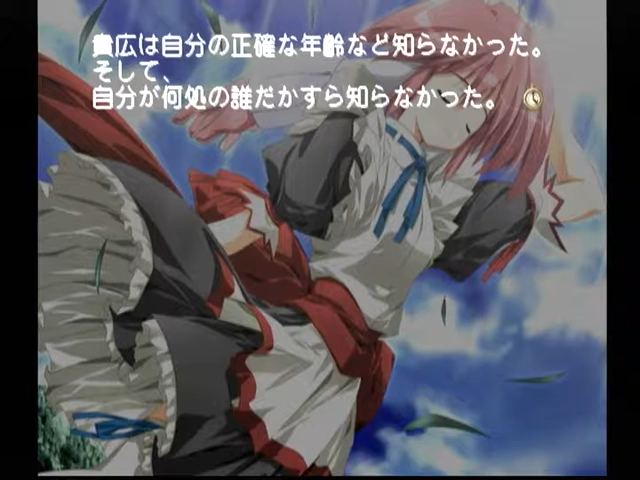 貴広は自分の正確な年齢など知らなかった。
そして、
自分が何処の誰だかすら知らなかった。